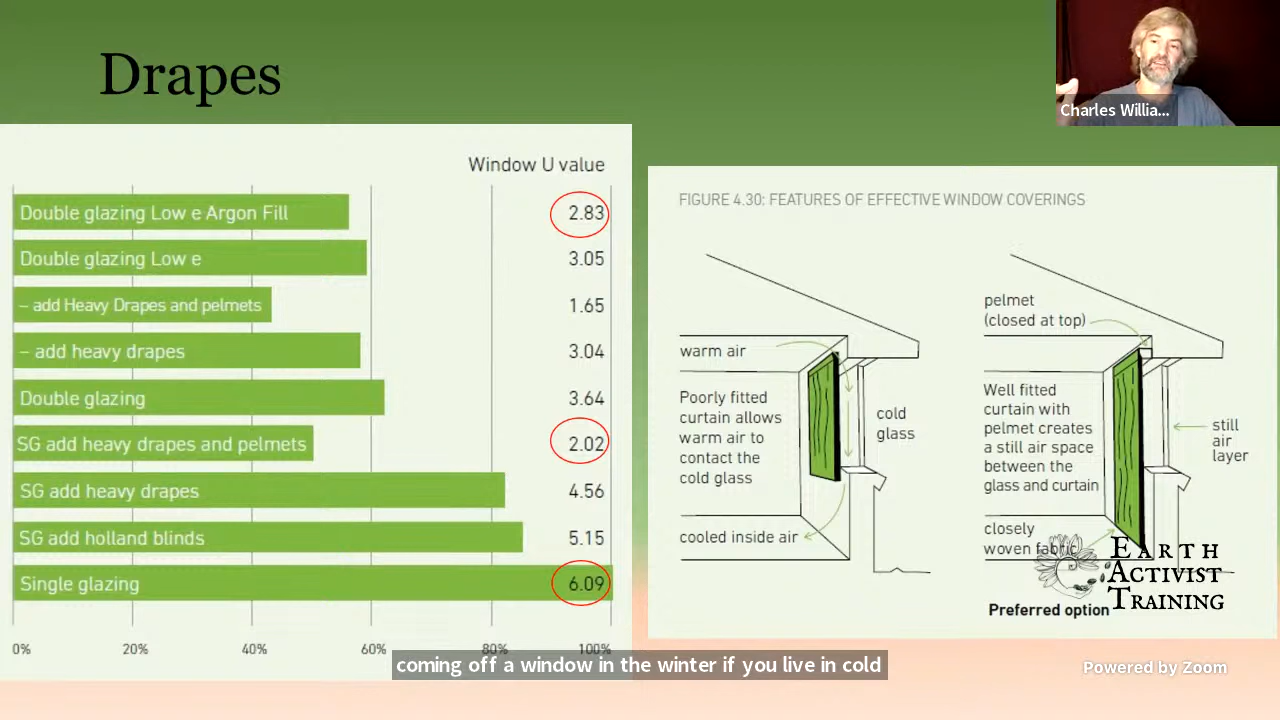 Drapes
Charles Willia...
Window U value
Double glazing Low e Argon Fill 2.83
Double glazing Low e 3.05
– add Heavy Drapes and pelmets 1.65
– add heavy drapes 3.04
Double glazing 3.64
SG add heavy drapes and pelmets 2.02
SG add heavy drapes 4.56
SG add holland blinds 5.15
Single glazing 6.09
0% 20% 40% 60% 80% 100%
FIGURE 4.30: FEATURES OF EFFECTIVE WINDOW COVERINGS
warm air
Poorly fitted
curtain allows
warm air to
contact the
cold glass
cold
glass
cooled inside air
pelmet
(closed at top)
Well fitted
curtain with
pelmet creates
a still air space
between the
glass and curtain
still
air
layer
closely
woven fabric
Preferred option
EARTH
ACTIVIST
TRAINING
coming off a window in the winter if you live in cold
Powered by Zoom